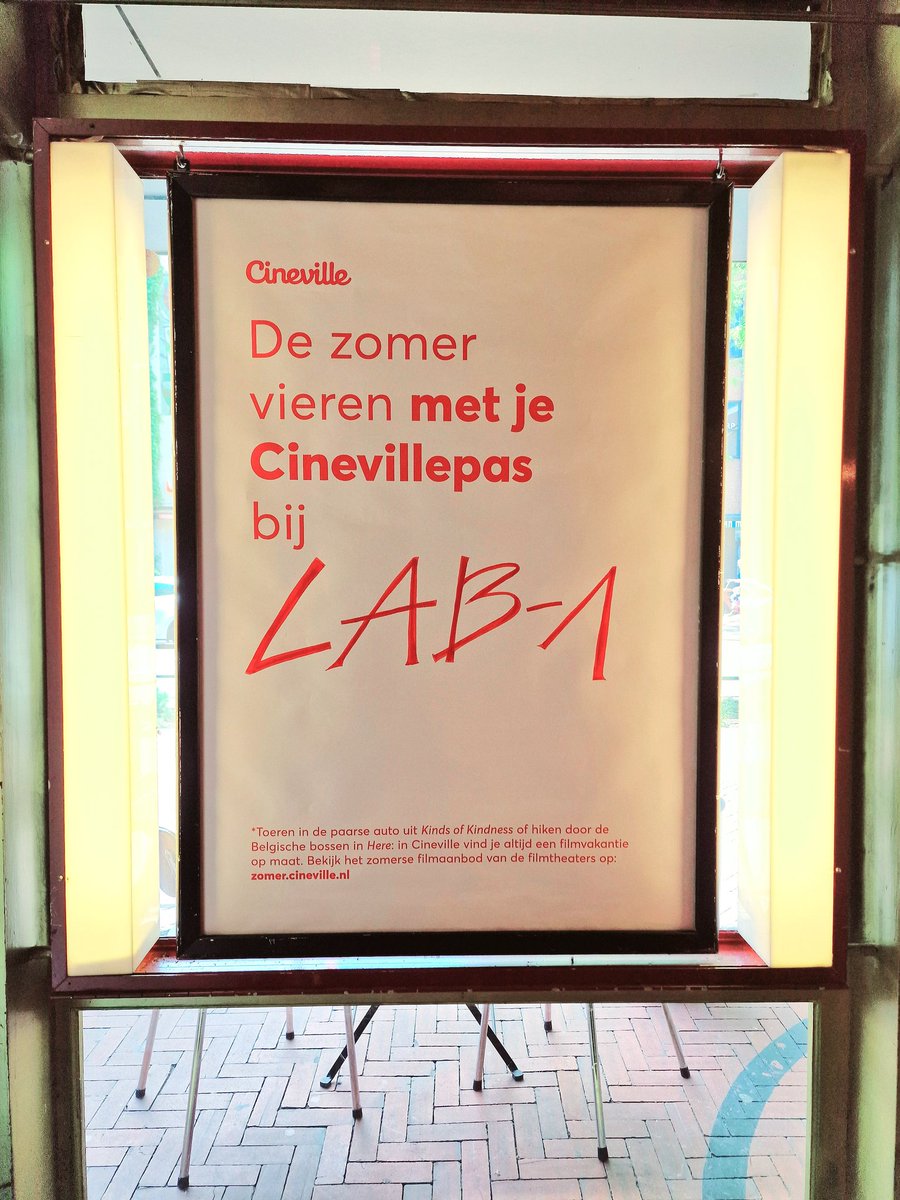 Cineville
De zomer
vieren met je
Cinevillepas
bij
LAB-1
*Toeren in de paarse auto uit Kinds of Kindness of hiken door de
Belgische bossen in Here: in Cineville vind je altijd een filmvakantie
op maat. Bekijk het zomerse filmaanbod van de filmtheaters op:
zomer.cineville.nl